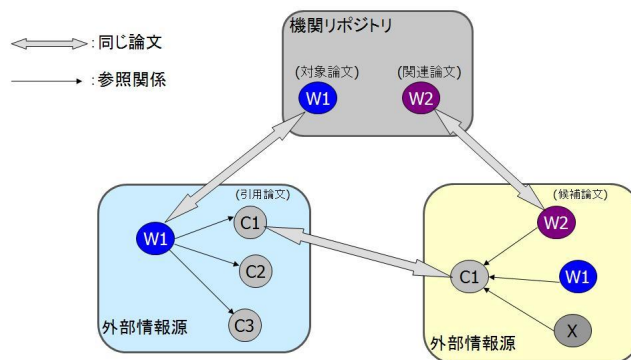 機関リポジトリ
:同じ論文
:参照関係
(対象論文)
(関連論文)
W1
W2
(引用論文)
(候補論文)
W1
C1
C2
C3
W2
C1
W1
X
外部情報源
外部情報源